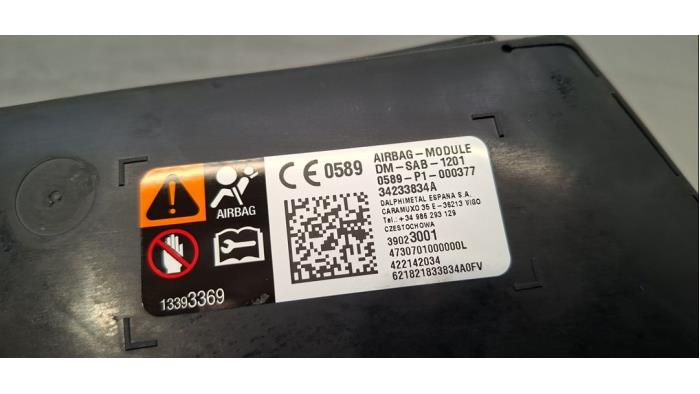 AIRBAG
13393369
CE 0589
AIRBAG-MODULE
DM-SAB-1201
0589-P1-000377
34233834A
DALPHIMETAL ESPANA S.A.
CARAMUXO 35 E-36213 VIGO
Tel.: +34 986 293 129
CZESTOCHOWA
39023001
4730701000000L
422142034
621821833834A0FV